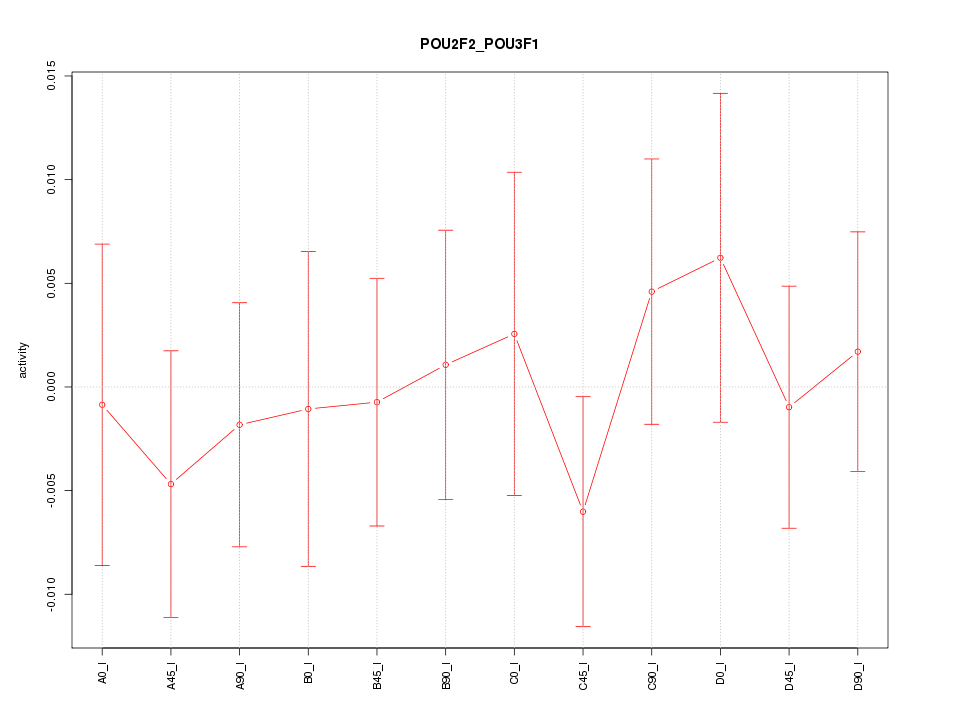 POU2F2_POU3F1
activity
0.015
0.010
0.005
0.000
-0.005
-0.010
A0_I
A45_I
A90_I
B0_I
B45_I
B90_I
C0_I
C45_I
C90_I
D0_I
D45_I
D90_I